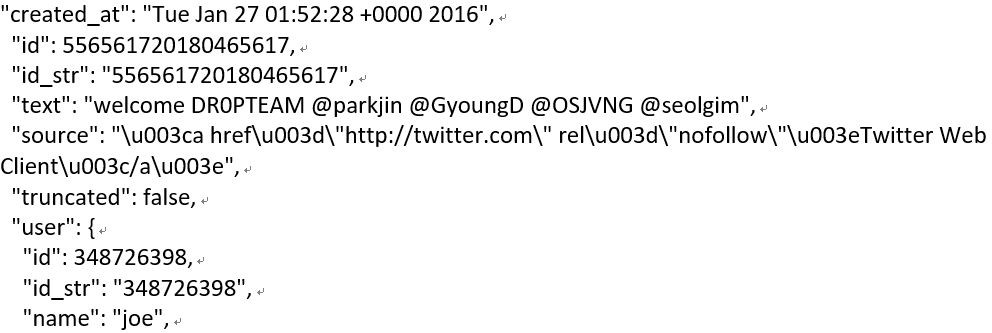 "created_at": "Tue Jan 27 01:52:28 +0000 2016",
"id": 556561720180465617,
"id_str": "556561720180465617",
"text": "welcome DR0PTEAM @parkjin @GyoungD @OSJVNG @seolgim",
"source": "\u003ca href\u003d\"http://twitter.com\" rel\u003d\"nofollow\"\u003eTwitter Web
Client\u003c/a\u003e",
"truncated": false,
"user": {
"id": 348726398,
"id_str": "348726398",
"name": "joe",